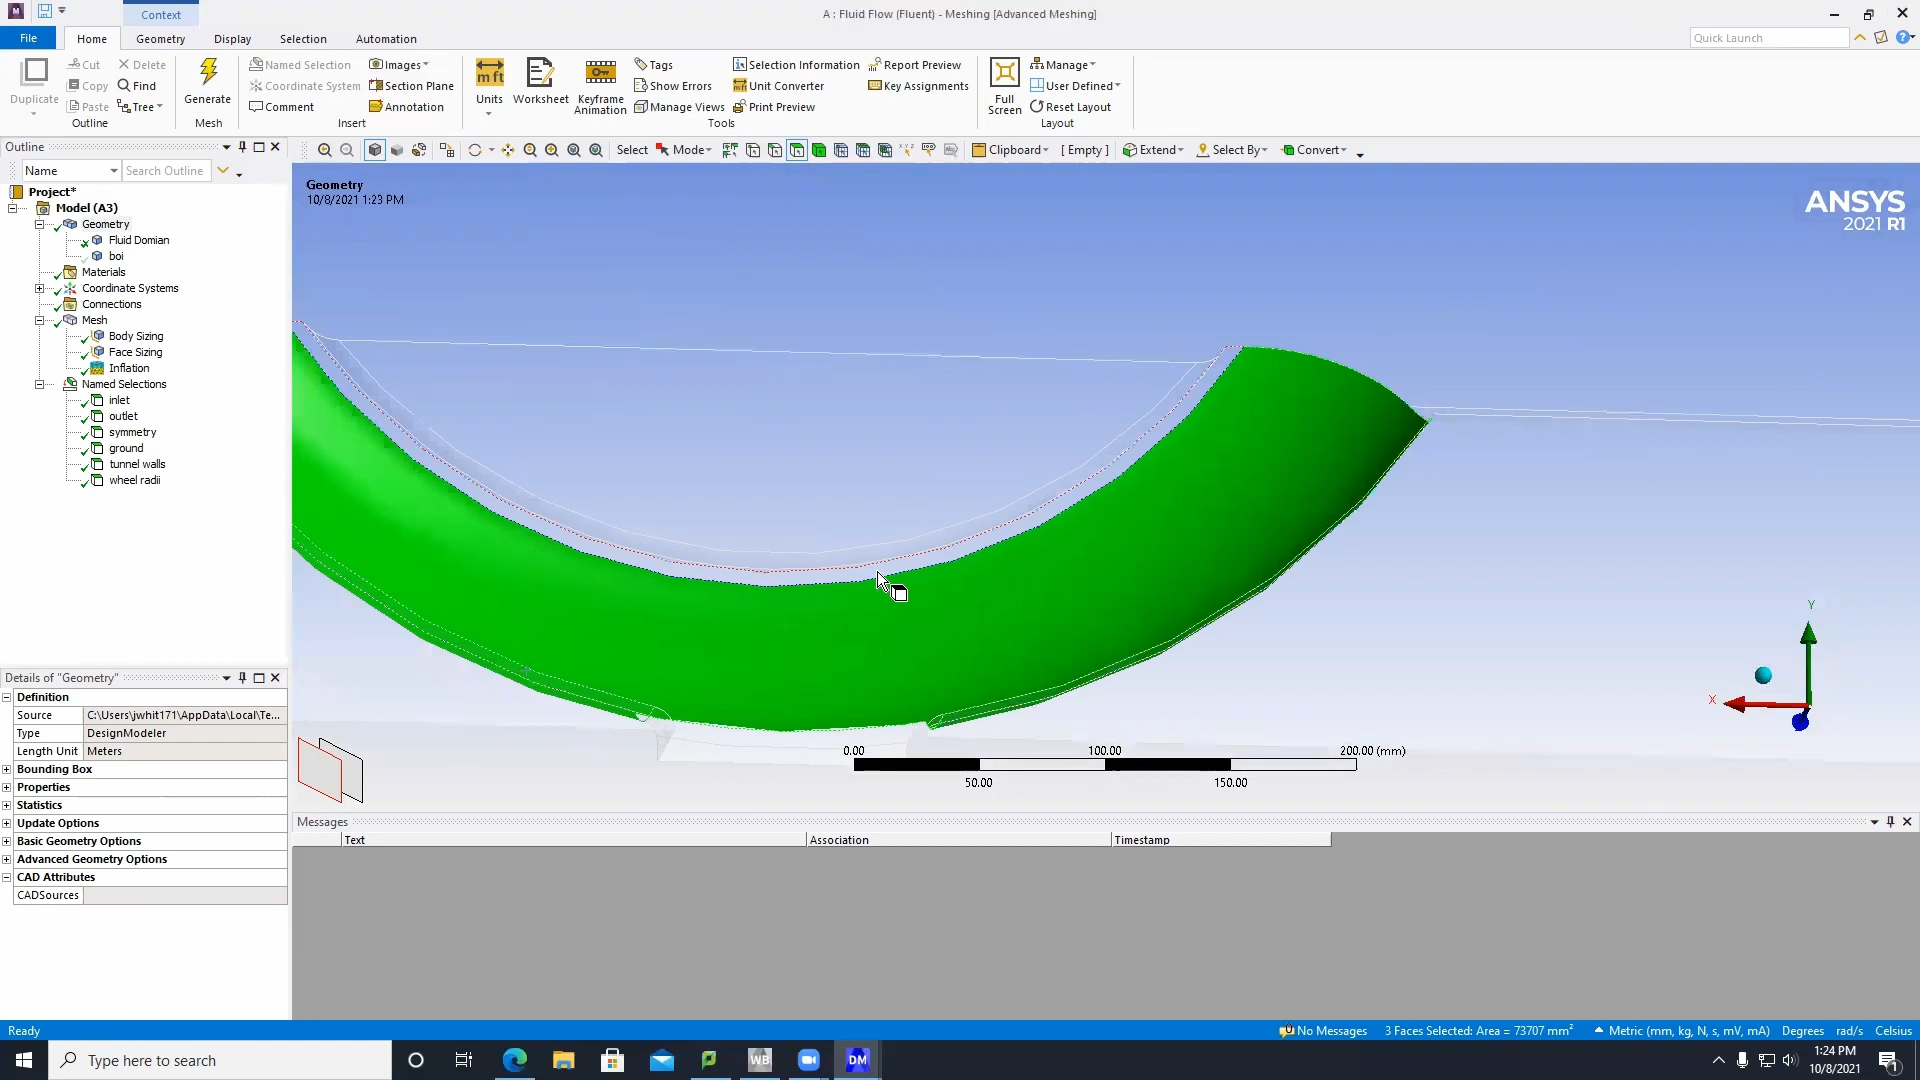 Context
A : Fluid Flow (Fluent) - Meshing [Advanced Meshing]
File
Home
Geometry
Display
Selection
Automation
Quick Launch
Duplicate
Cut
Copy
Paste
Delete
Find
Tree
Outline
Generate
Mesh
Named Selection
Coordinate System
Comment
Images
Section Plane
Annotation
Insert
Units
Worksheet
Keyframe
Animation
Tags
Show Errors
Manage Views
Selection Information
Unit Converter
Print Preview
Report Preview
Key Assignments
Tools
Full
Screen
Manage
User Defined
Reset Layout
Layout
Outline
Select
Mode
Clipboard
[ Empty ]
Extend
Select By
Convert
Name
Search Outline
Project*
Model (A3)
Geometry
Fluid Domian
boi
Materials
Coordinate Systems
Connections
Mesh
Body Sizing
Face Sizing
Inflation
Named Selections
inlet
outlet
symmetry
ground
tunnel walls
wheel radii
Geometry
10/8/2021 1:23 PM
ANSYS
2021 R1
Y
X
0.00
100.00
200.00 (mm)
50.00
150.00
Details of "Geometry"
Definition
Source C:\Users\jwhit171\AppData\Local\Te...
Type DesignModeler
Length Unit Meters
Bounding Box
Properties
Statistics
Update Options
Basic Geometry Options
Advanced Geometry Options
CAD Attributes
CADSources
Messages
Text
Association
Timestamp
Ready
No Messages
3 Faces Selected: Area = 73707 mm²
Metric (mm, kg, N, s, mV, mA)
Degrees
rad/s
Celsius
Type here to search
WB
DM
1:24 PM
10/8/2021
1